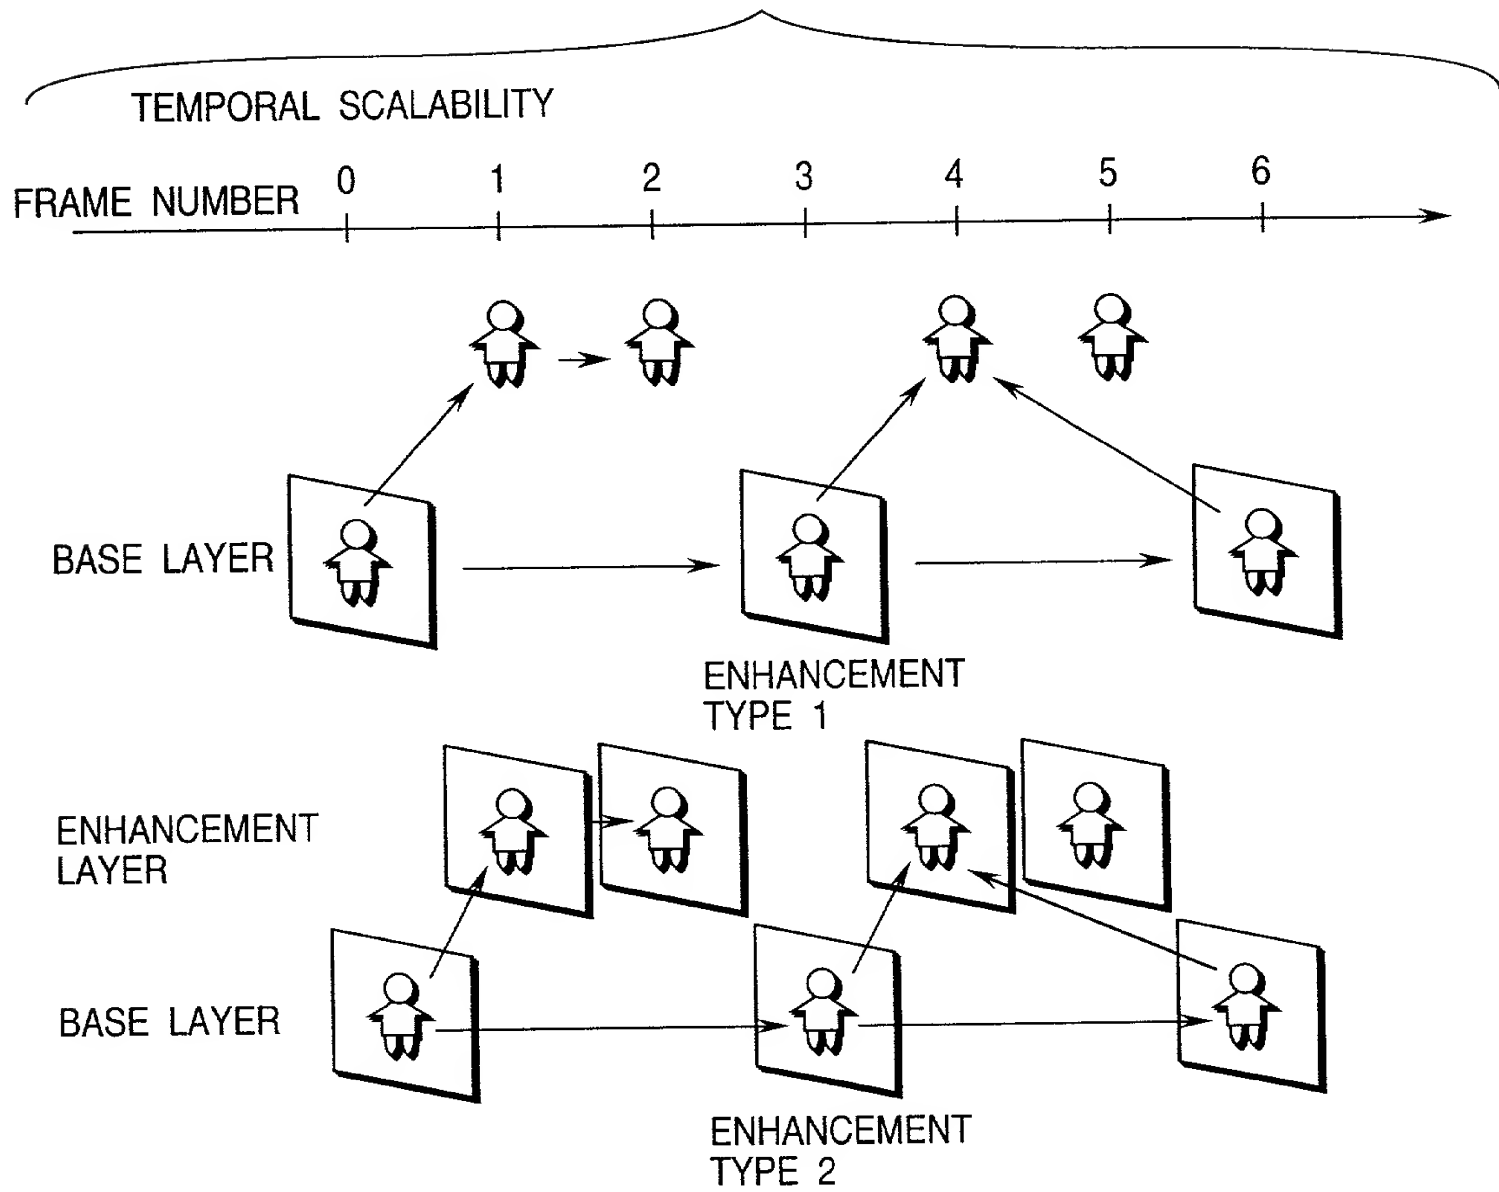 TEMPORAL SCALABILITY
FRAME NUMBER 0 1 2 3 4 5 6
BASE LAYER
ENHANCEMENT
TYPE 1
ENHANCEMENT
LAYER
BASE LAYER
ENHANCEMENT
TYPE 2